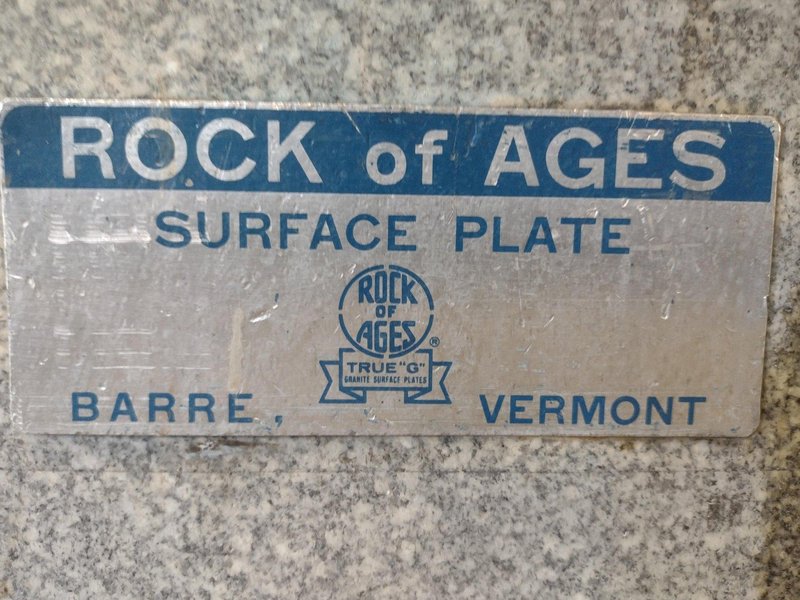 ROCK of AGES
SURFACE PLATE
ROCK
OF
AGES ®
TRUE "G"
GRANITE SURFACE PLATES
BARRE, VERMONT